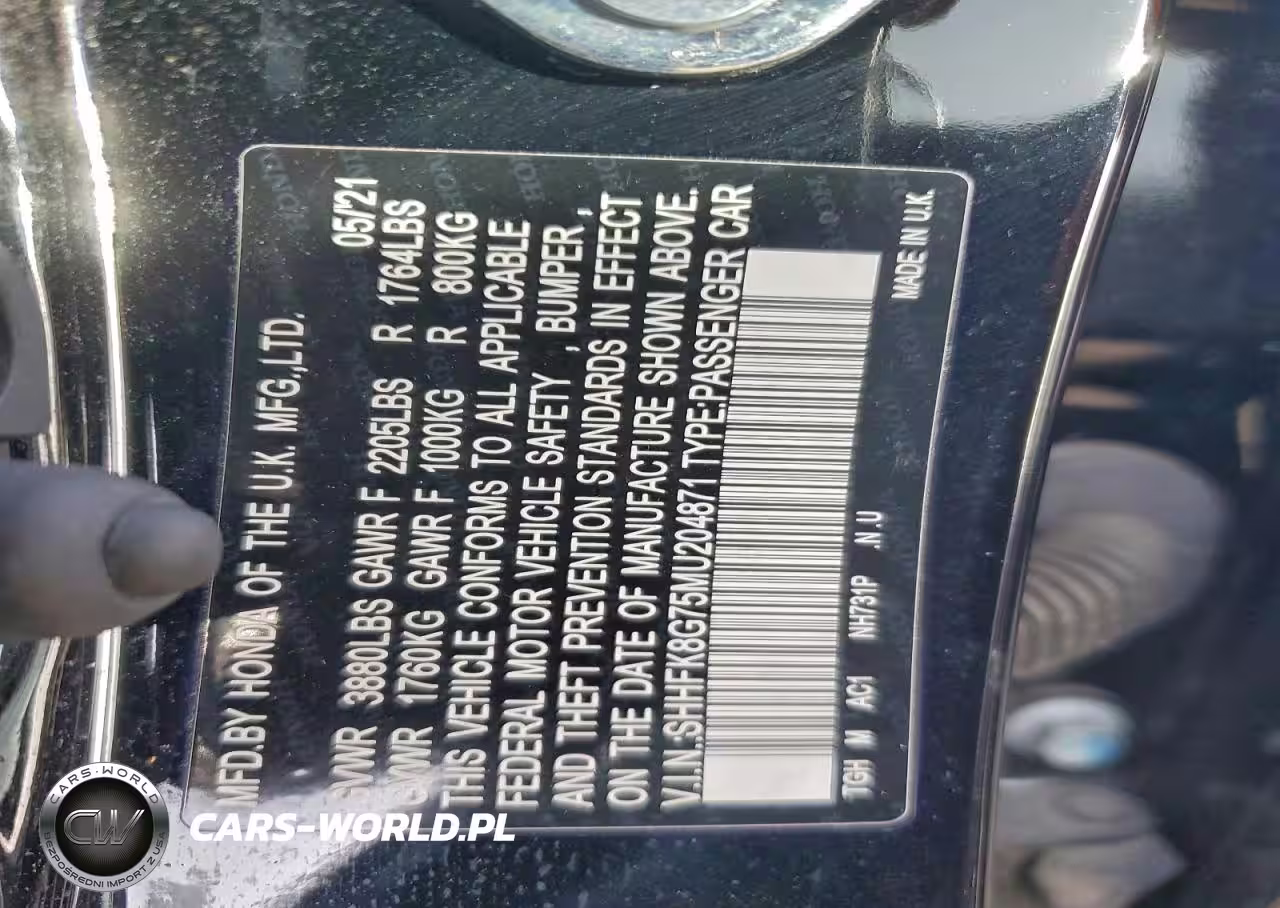 MFD.BY HONDA OF THE U.K. MFG.,LTD. 05/'21
GVWR 3880LBS GAWR F 2205LBS R 1764LBS
GVWR 1760KG GAWR F 1000KG R 800KG
THIS VEHICLE CONFORMS TO ALL APPLICABLE
FEDERAL MOTOR VEHICLE SAFETY , BUMPER ,
AND THEFT PREVENTION STANDARDS IN EFFECT
ON THE DATE OF MANUFACTURE SHOWN ABOVE.
V.I.N.:SHHFK8G75MU204871 TYPE:PASSENGER CAR
TGH M AC1 NH731P .N.U
MADE IN U.K.
CARS-WORLD
CW
BEZPOŚREDNI IMPORT Z USA
CARS-WORLD.PL